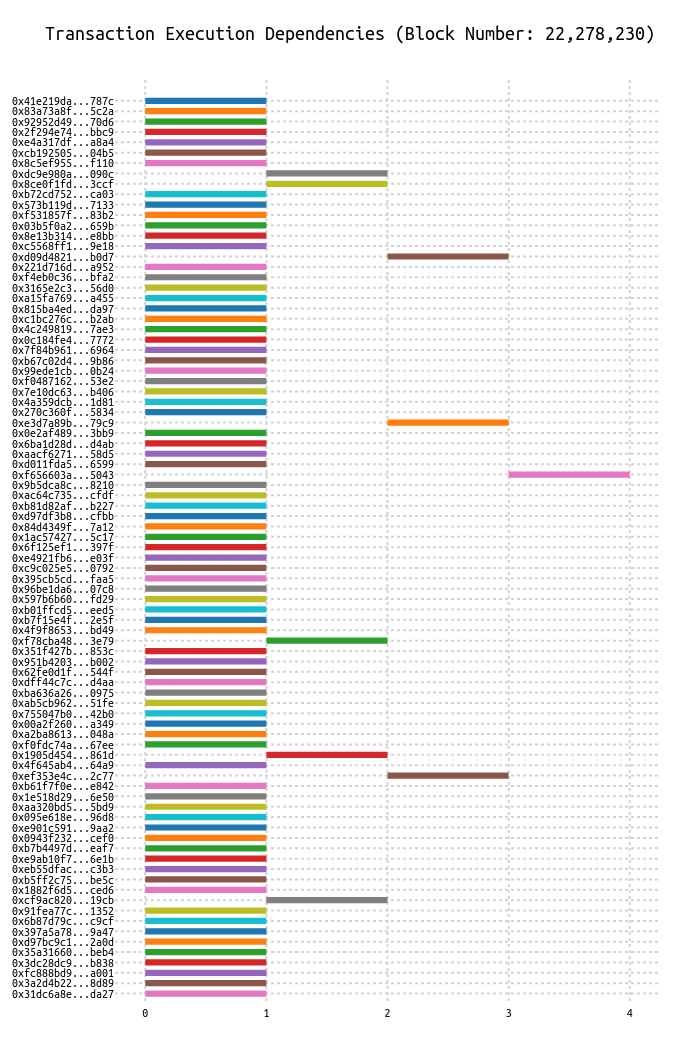 Transaction Execution Dependencies (Block Number: 22,278,230)
0x41e219da...787c
0x83a73a8f...5c2a
0x92952d49...70d6
0x2f294e74...bbc9
0xe4a317df...a8a4
0xcb192505...04b5
0x8c5ef955...f110
0xdc9e980a...090c
0x8ce0f1fd...3ccf
0xb72cd752...ca03
0x573b119d...7133
0xf531857f...83b2
0x03b5f0a2...659b
0x8e13b314...e8bb
0xc5568ff1...9e18
0xd09d4821...b0d7
0x221d716d...a952
0xf4eb0c36...bfa2
0x3165e2c3...56d0
0xa15fa769...a455
0x815ba4ed...da97
0xc1bc276c...b2ab
0x4c249819...7ae3
0x0c184fe4...7772
0x7f84b961...6964
0xb67c02d4...9b86
0x99ede1cb...0b24
0xf0487162...53e2
0x7e10dc63...b406
0x4a359dcb...1d81
0x270c360f...5834
0xe3d7a89b...79c9
0x0e2af489...3bb9
0x6ba1d28d...d4ab
0xaacf6271...58d5
0xd011fda5...6599
0xf656603a...5043
0x9b5dca8c...8210
0xac64c735...cfdf
0xb81d82af...b227
0xd97df3b8...cfbb
0x84d4349f...7a12
0x1ac57427...5c17
0x6f125ef1...397f
0xe4921fb6...e03f
0xc9c025e5...0792
0x395cb5cd...faa5
0x96be1da6...07c8
0x597b6b60...fd29
0xb01ffcd5...eed5
0xb7f15e4f...2e5f
0x4f9f8653...bd49
0xf78cba48...3e79
0x351f427b...853c
0x951b4203...b002
0x62fe0d1f...544f
0xdff44c7c...d4aa
0xba636a26...0975
0xab5cb962...51fe
0x755047b0...42b0
0x00a2f260...a349
0xa2ba8613...048a
0xf0fdc74a...67ee
0x1905d454...861d
0x4f645ab4...64a9
0xef353e4c...2c77
0xb61f7f0e...e842
0x1e518d29...6e50
0xaa320bd5...5bd9
0x095e618e...96d8
0xe901c591...9aa2
0x0943f232...cef0
0xb7b4497d...eaf7
0xe9ab10f7...6e1b
0xeb55dfac...c3b3
0xb5ff2c75...be5c
0x1882f6d5...ced6
0xcf9ac820...19cb
0x91fea77c...1352
0x6b87d79c...c9cf
0x397a5a78...9a47
0xd97bc9c1...2a0d
0x35a31660...beb4
0x3dc28dc9...b838
0xfc888bd9...a001
0x3a2d4b22...8d89
0x31dc6a8e...da27
0 1 2 3 4